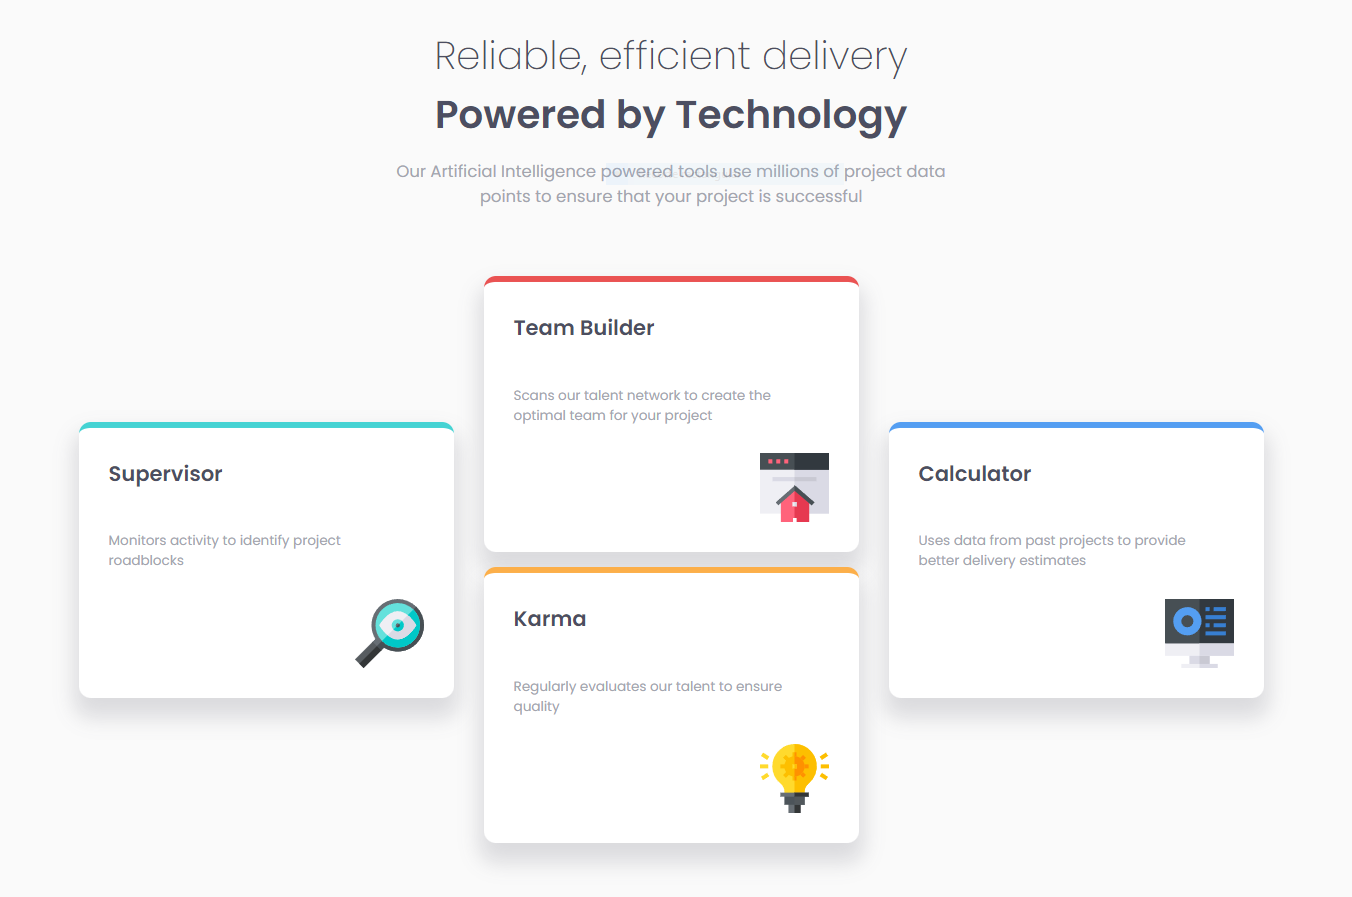 Reliable, efficient delivery
Powered by Technology
Our Artificial Intelligence powered tools use millions of project data
points to ensure that your project is successful
Team Builder
Scans our talent network to create the
optimal team for your project
Supervisor
Monitors activity to identify project
roadblocks
Calculator
Uses data from past projects to provide
better delivery estimates
Karma
Regularly evaluates our talent to ensure
quality